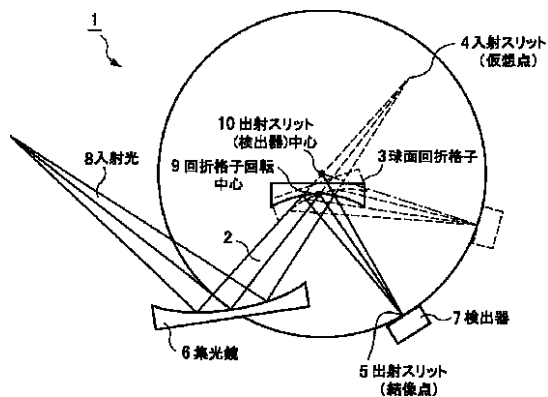 1
4入射スリット
(仮想点)
10出射スリット
(検出器)中心
8入射光
3球面回折格子
9回折格子回転
中心
2
7検出器
6集光鏡
5出射スリット
(結像点)